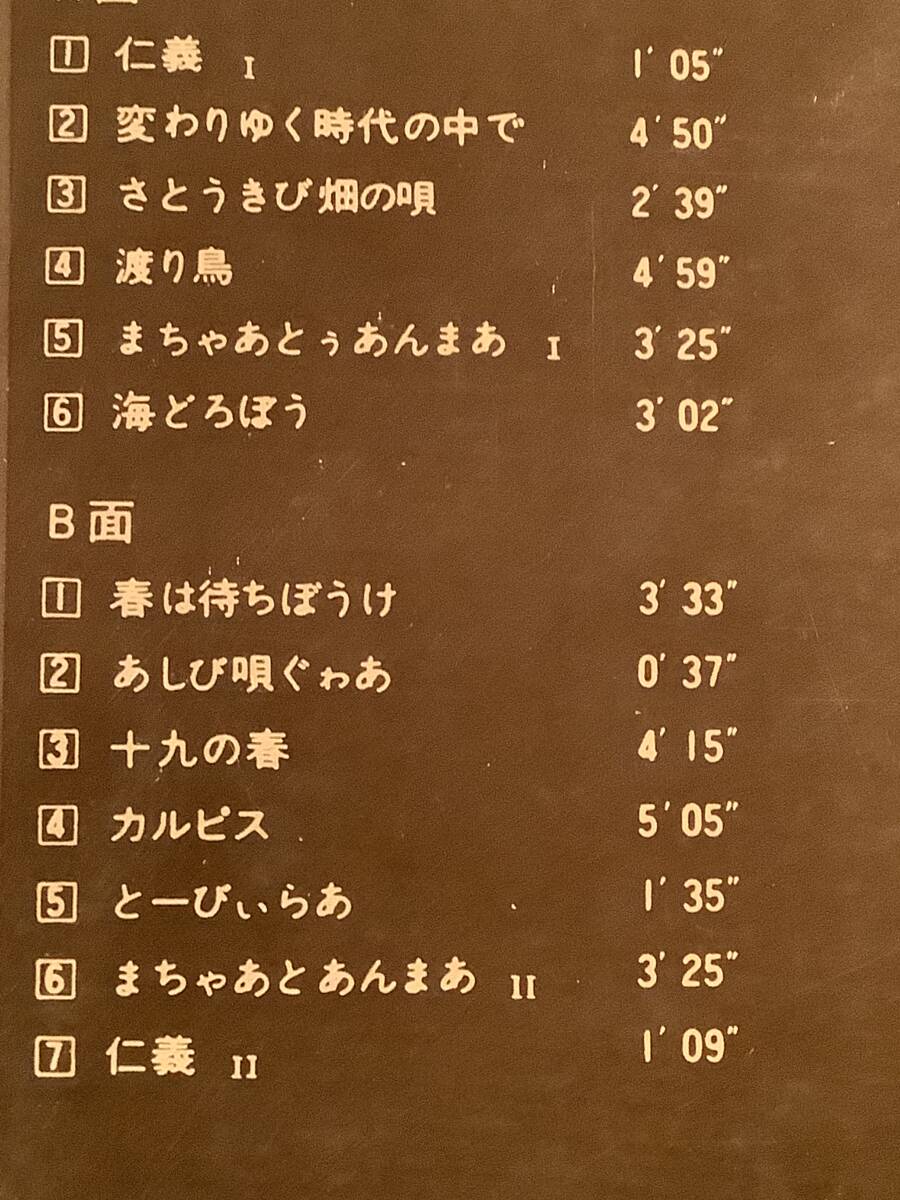 1 仁義 I 1′05″
2 変わりゆく時代の中で 4′50″
3 さとうきび畑の唄 2′39″
4 渡り鳥 4′59″
5 まちゃあとぅあんまあ I 3′25″
6 海どろぼう 3′02″
B面
1 春は待ちぼうけ 3′33″
2 あしび唄ぐゎあ 0′37″
3 十九の春 4′15″
4 カルピス 5′05″
5 とーびぃらあ 1′35″
6 まちゃあとあんまあ II 3′25″
7 仁義 II 1′09″